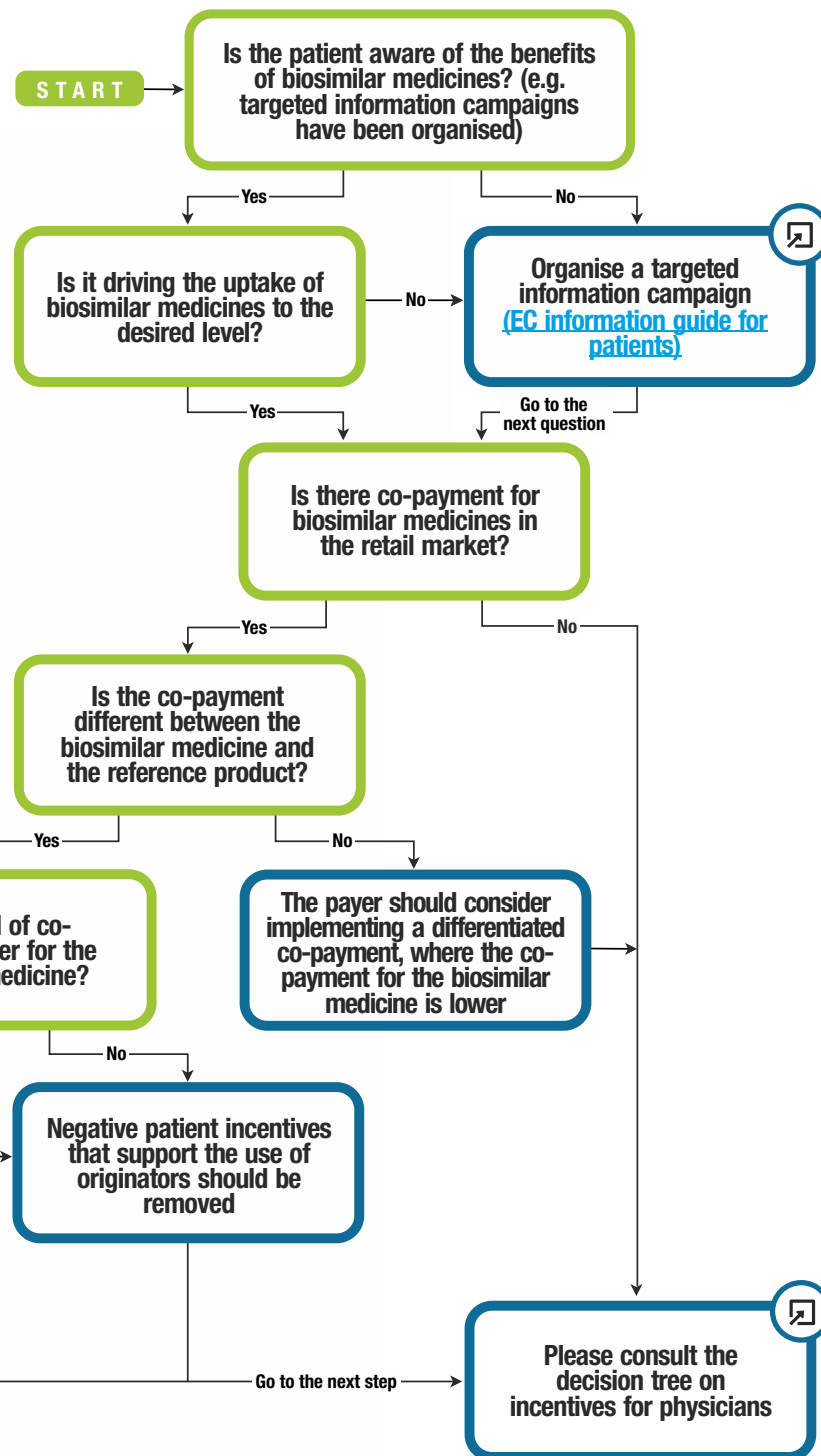 START
Is the patient aware of the benefits
of biosimilar medicines? (e.g.
targeted information campaigns
have been organised)
Yes
No
Is it driving the uptake of
biosimilar medicines to the
desired level?
No
Organise a targeted
information campaign
(EC information guide for
patients)
Yes
Go to the
next question
Is there co-payment for
biosimilar medicines in
the retail market?
Yes
No
Is the co-payment
different between the
biosimilar medicine and
the reference product?
Yes
No
of co-
er for the
medicine?
The payer should consider
implementing a differentiated
co-payment, where the co-
payment for the biosimilar
medicine is lower
No
Negative patient incentives
that support the use of
originators should be
removed
Go to the next step
Please consult the
decision tree on
incentives for physicians